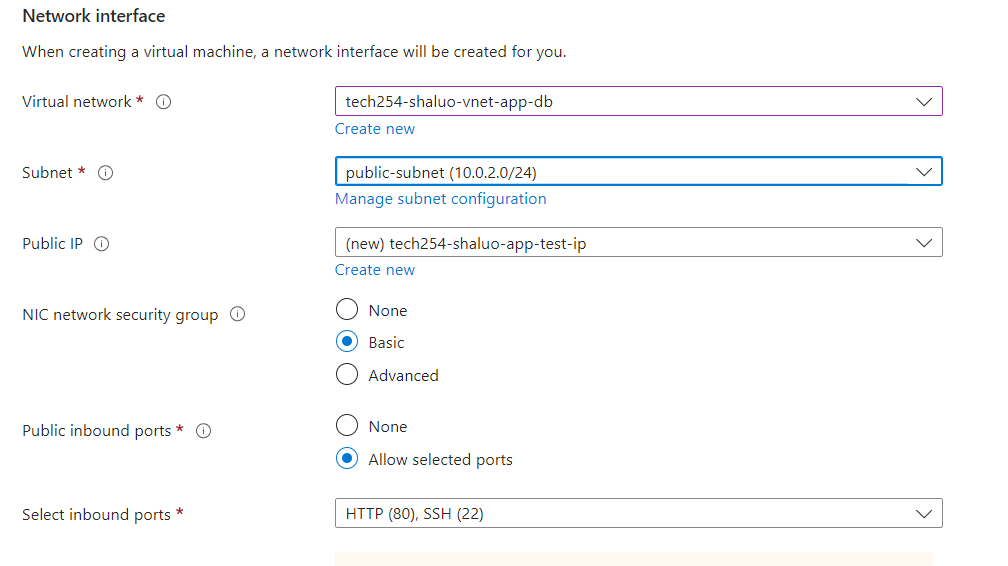 Network interface
When creating a virtual machine, a network interface will be created for you.
Virtual network *
tech254-shaluo-vnet-app-db
Create new
Subnet *
public-subnet (10.0.2.0/24)
Manage subnet configuration
Public IP
(new) tech254-shaluo-app-test-ip
Create new
NIC network security group
None
Basic
Advanced
Public inbound ports *
None
Allow selected ports
Select inbound ports *
HTTP (80), SSH (22)